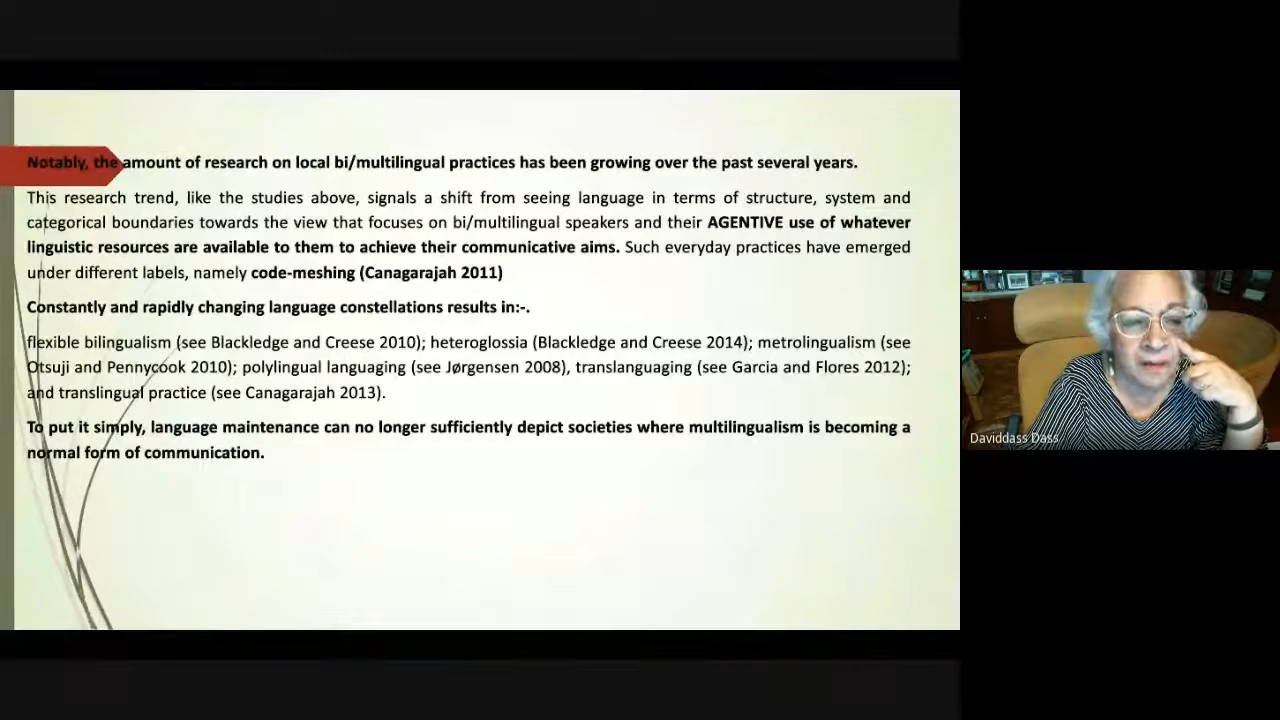 Notably, the amount of research on local bi/multilingual practices has been growing over the past several years.
This research trend, like the studies above, signals a shift from seeing language in terms of structure, system and
categorical boundaries towards the view that focuses on bi/multilingual speakers and their AGENTIVE use of whatever
linguistic resources are available to them to achieve their communicative aims. Such everyday practices have emerged
under different labels, namely code-meshing (Canagarajah 2011)
Constantly and rapidly changing language constellations results in:-.
flexible bilingualism (see Blackledge and Creese 2010); heteroglossia (Blackledge and Creese 2014); metrolingualism (see
Otsuji and Pennycook 2010); polylingual languaging (see Jørgensen 2008), translanguaging (see Garcia and Flores 2012);
and translingual practice (see Canagarajah 2013).
To put it simply, language maintenance can no longer sufficiently depict societies where multilingualism is becoming a
normal form of communication.
Daviddass Dass